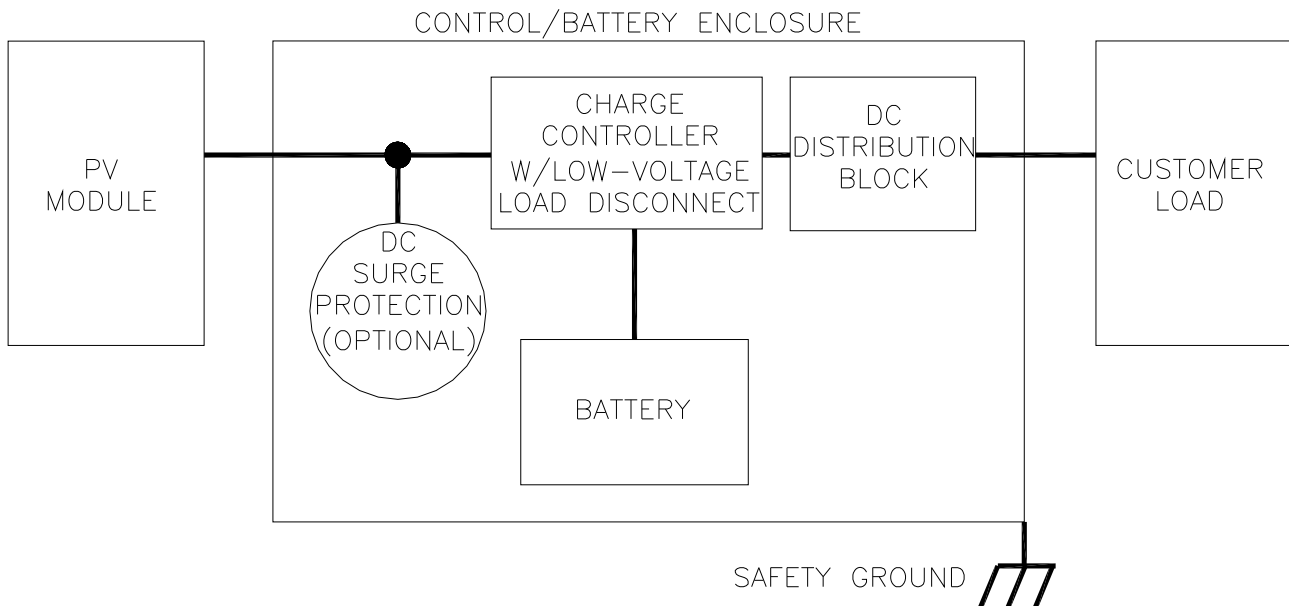 CONTROL/BATTERY ENCLOSURE
PV
MODULE
DC
SURGE
PROTECTION
(OPTIONAL)
CHARGE
CONTROLLER
W/LOW-VOLTAGE
LOAD DISCONNECT
BATTERY
DC
DISTRIBUTION
BLOCK
CUSTOMER
LOAD
SAFETY GROUND